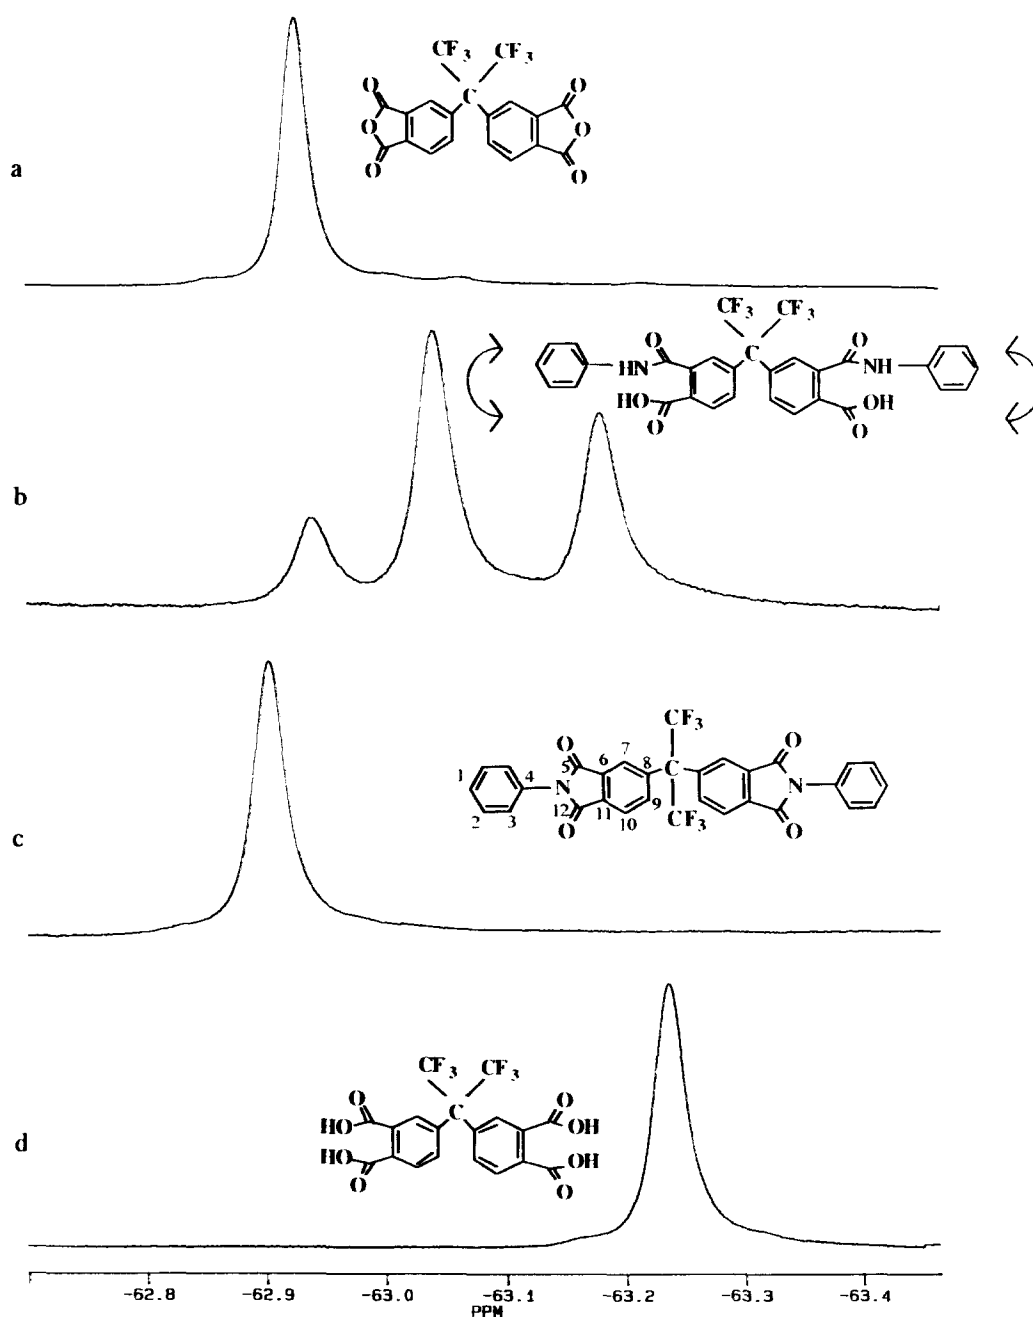 CF3 CF3
O C O
O O
O O
a
CF3 CF3
O C O
HN NH
HO OH
O O
b
CF3
O 7 O
5 6 8 C
1 4 N N
2 3 12 11 9
O 10 CF3 O
c
CF3 CF3
O C O
HO OH
HO OH
O O
d
-62.8 -62.9 -63.0 -63.1 -63.2 -63.3 -63.4
PPM